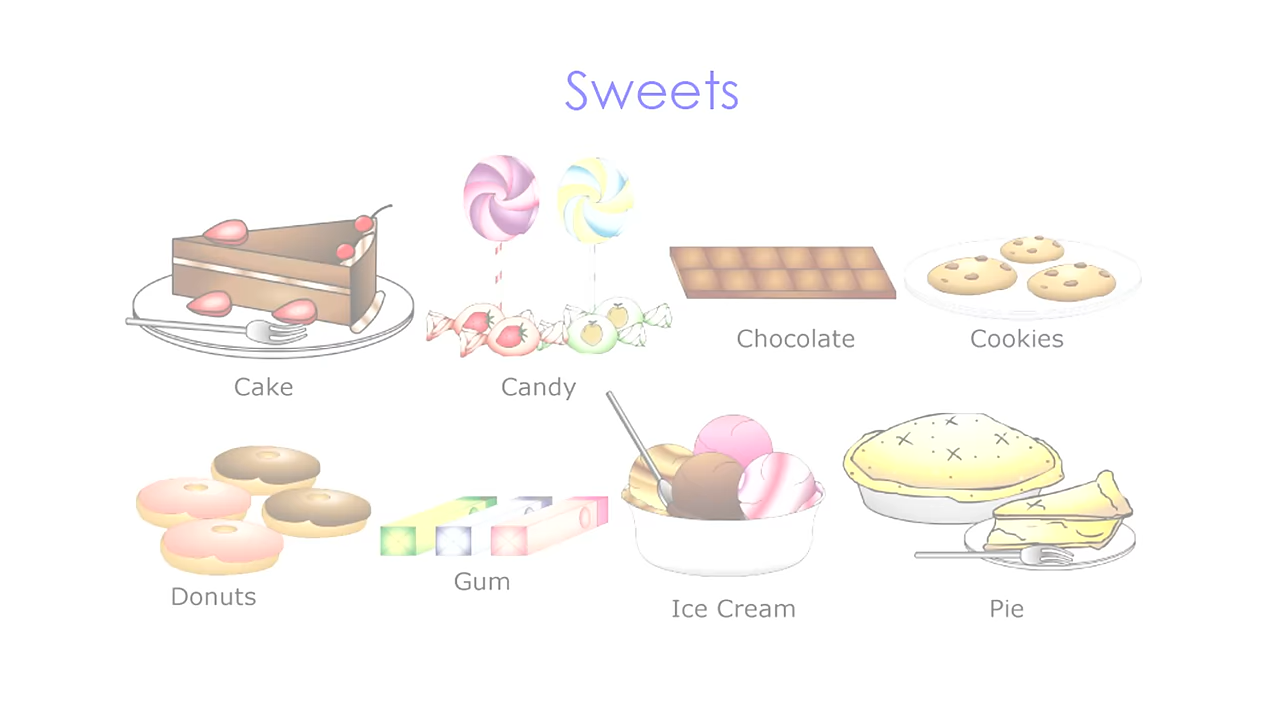 Sweets
Cake
Candy
Chocolate
Cookies
Donuts
Gum
Ice Cream
Pie